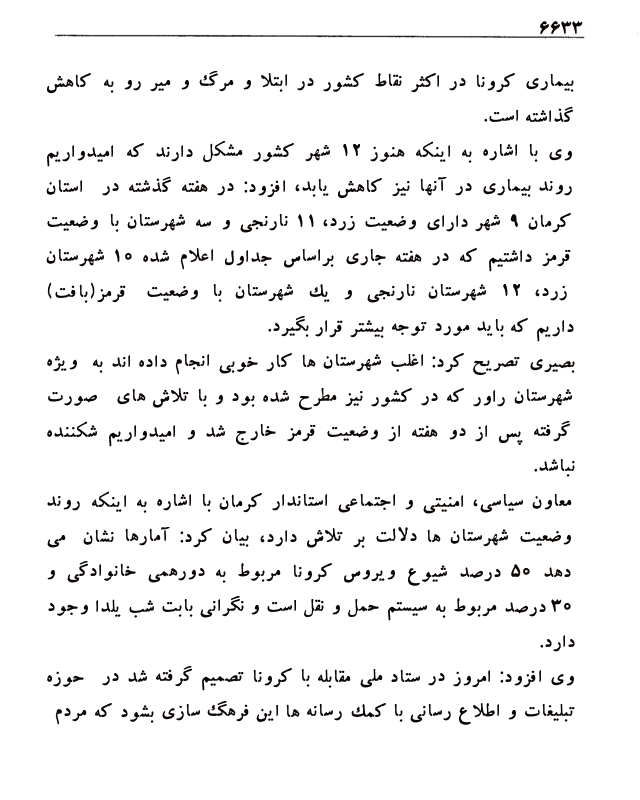 ۶۶۳۳
بیماری کرونا در اکثر نقاط کشور در ابتلا و مرگ و میر رو به کاهش
گذاشته است.
وی با اشاره به اینکه هنوز ۱۲ شهر کشور مشکل دارند که امیدواریم
روند بیماری در آنها نیز کاهش یابد، افزود: در هفته گذشته در استان
کرمان ۹ شهر دارای وضعیت زرد، ۱۱ نارنجی و سه شهرستان با وضعیت
قرمز داشتیم که در هفته جاری براساس جداول اعلام شده ۱۰ شهرستان
زرد، ۱۲ شهرستان نارنجی و یك شهرستان با وضعیت قرمز(بافت)
داریم که باید مورد توجه بیشتر قرار بگیرد.
بصیری تصریح کرد: اغلب شهرستان ها کار خوبی انجام داده اند به ویژه
شهرستان راور که در کشور نیز مطرح شده بود و با تلاش های صورت
گرفته پس از دو هفته از وضعیت قرمز خارج شد و امیدواریم شکننده
نباشد.
معاون سیاسی، امنیتی و اجتماعی استاندار کرمان با اشاره به اینکه روند
وضعیت شهرستان ها دلالت بر تلاش دارد، بیان کرد: آمارها نشان می
دهد ۵۰ درصد شیوع ویروس کرونا مربوط به دورهمی خانوادگی و
۳۰ درصد مربوط به سیستم حمل و نقل است و نگرانی بابت شب یلدا وجود
دارد.
وی افزود: امروز در ستاد ملی مقابله با کرونا تصمیم گرفته شد در حوزه
تبلیغات و اطلاع رسانی با کمك رسانه ها این فرهنگ سازی بشود که مردم